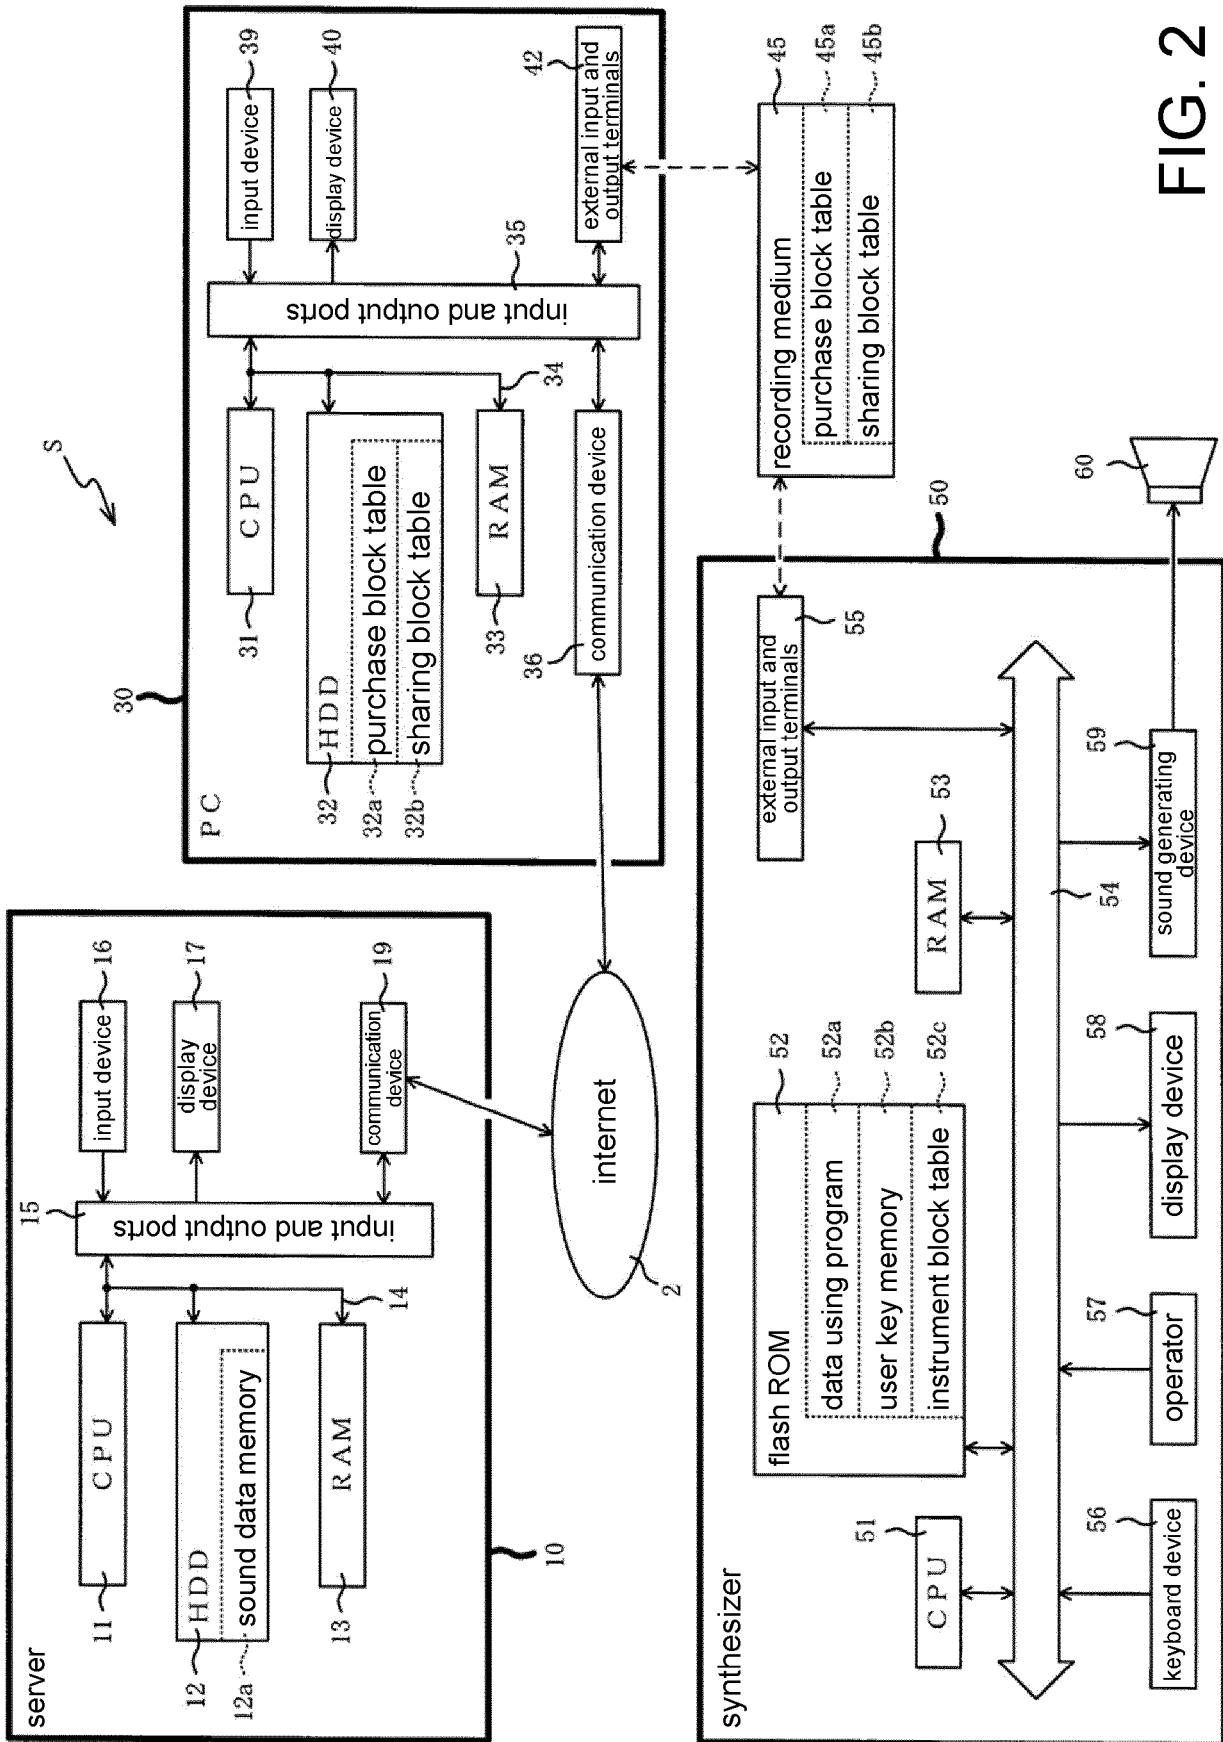 S
server
11
CPU
12
HDD
12a
sound data memory
13
RAM
14
15
input and output ports
input device
16
display
device
17
communication
device
19
10
internet
2
30
PC
31
CPU
32
HDD
32a
purchase block table
32b
sharing block table
33
RAM
34
35
input and output ports
36
communication device
input device
39
display device
40
external input and
output terminals
42
recording medium
45
purchase block table
45a
sharing block table
45b
synthesizer
50
CPU
51
flash ROM
52
data using program
52a
user key memory
52b
instrument block table
52c
RAM
53
54
external input and
output terminals
55
keyboard device
56
operator
57
display device
58
sound generating
device
59
60
FIG. 2